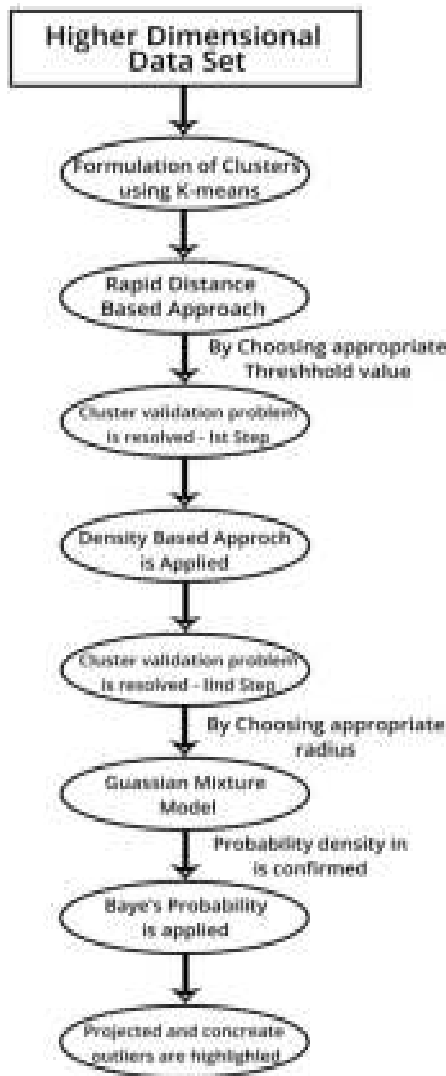 Higher Dimensional
Data Set
Formulation of Clusters
using K-means
Rapid Distance
Based Approach
By Choosing appropriate
Threshhold value
Cluster validation problem
is resolved - Ist Step
Density Based Approch
is Applied
Cluster validation problem
is resolved - IInd Step
By Choosing appropriate
radius
Guassian Mixture
Model
Probability density in
is confirmed
Baye's Probability
is applied
Projected and concreate
outliers are highlighted